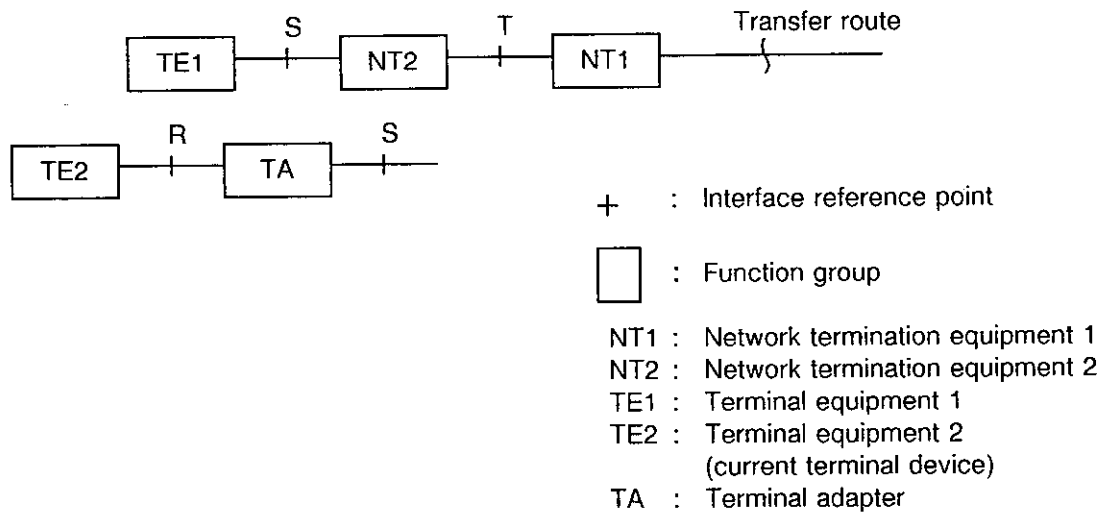 Transfer route
S
T
TE1
NT2
NT1
R
S
TE2
TA
+ : Interface reference point
: Function group
NT1 : Network termination equipment 1
NT2 : Network termination equipment 2
TE1 : Terminal equipment 1
TE2 : Terminal equipment 2
(current terminal device)
TA : Terminal adapter